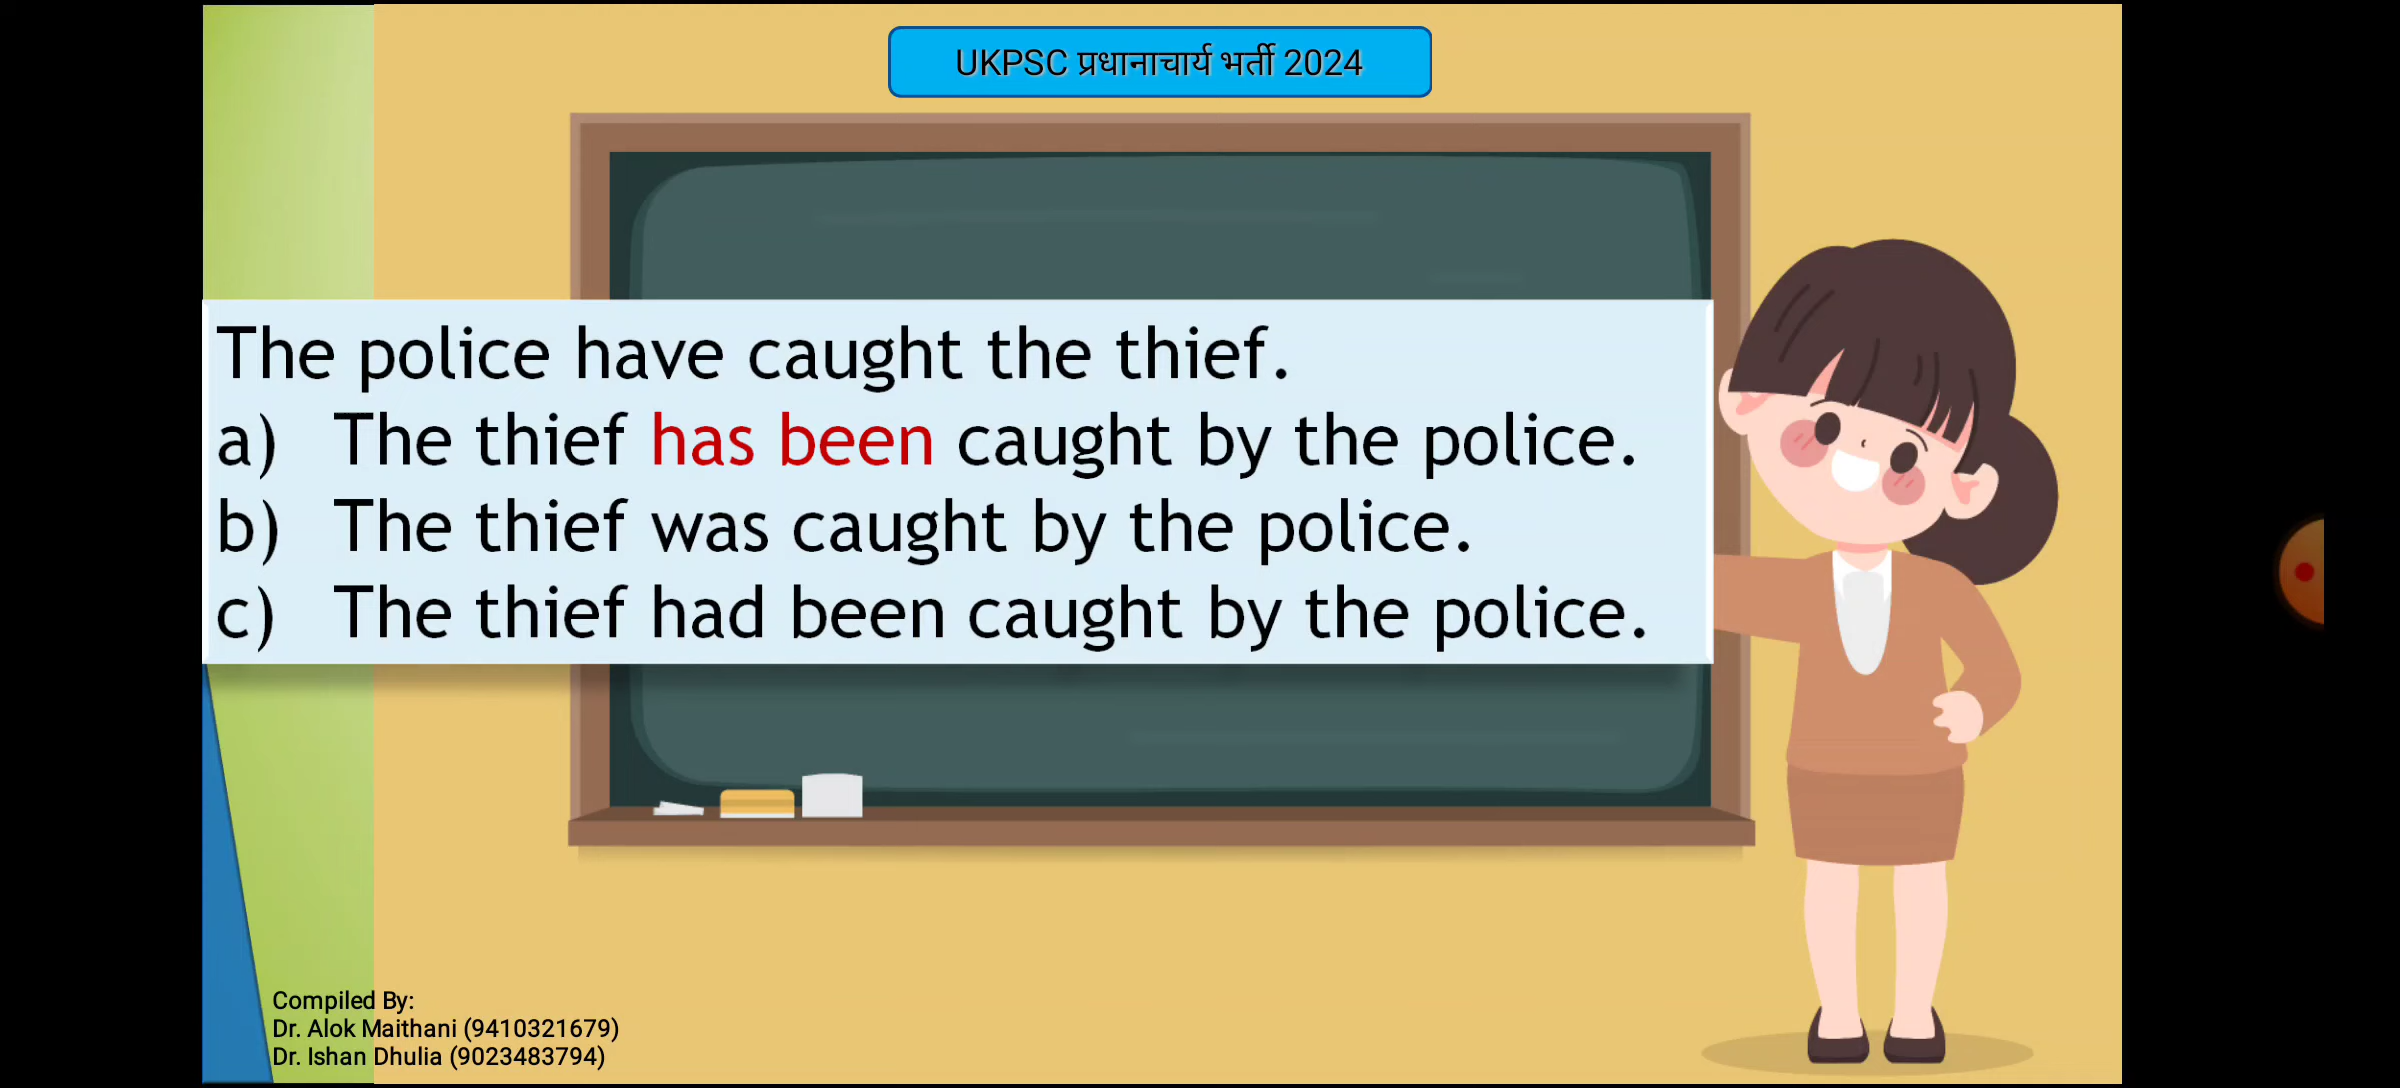 UKPSC प्रधानाचार्य भर्ती 2024
The police have caught the thief.
a) The thief has been caught by the police.
b) The thief was caught by the police.
c) The thief had been caught by the police.
Compiled By:
Dr. Alok Maithani (9410321679)
Dr. Ishan Dhulia (9023483794)